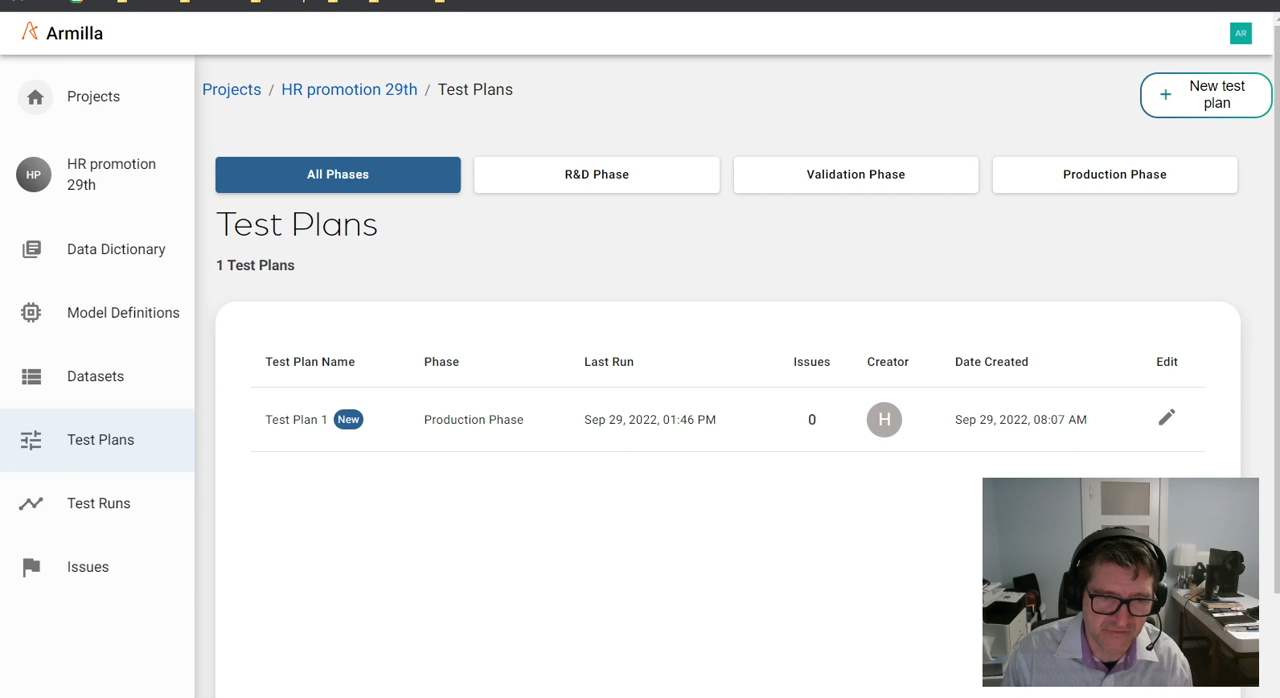 Armilla
AR
Projects / HR promotion 29th / Test Plans
+ New test
plan
Projects
HP
HR promotion
29th
Data Dictionary
Model Definitions
Datasets
Test Plans
Test Runs
Issues
All Phases
R&D Phase
Validation Phase
Production Phase
Test Plans
1 Test Plans
Test Plan Name Phase Last Run Issues Creator Date Created Edit
Test Plan 1 New Production Phase Sep 29, 2022, 01:46 PM 0 H Sep 29, 2022, 08:07 AM